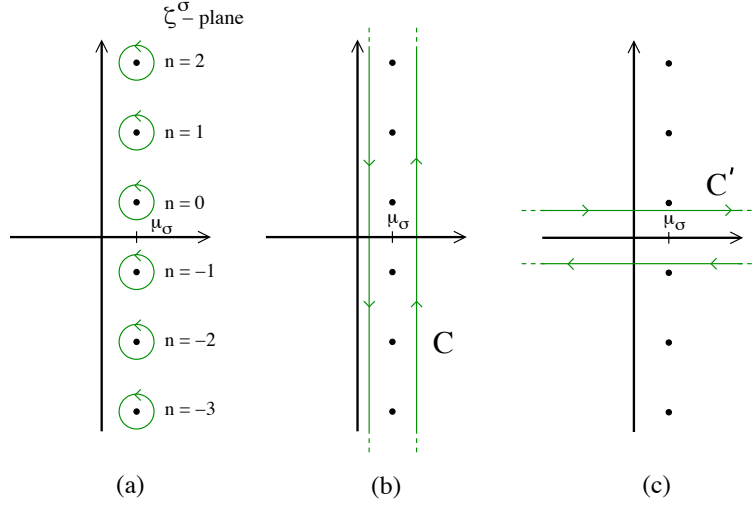 ζ^σ – plane
n = 2
n = 1
n = 0
μ_σ
n = −1
n = −2
n = −3
(a)
μ_σ
C
(b)
C′
μ_σ
(c)